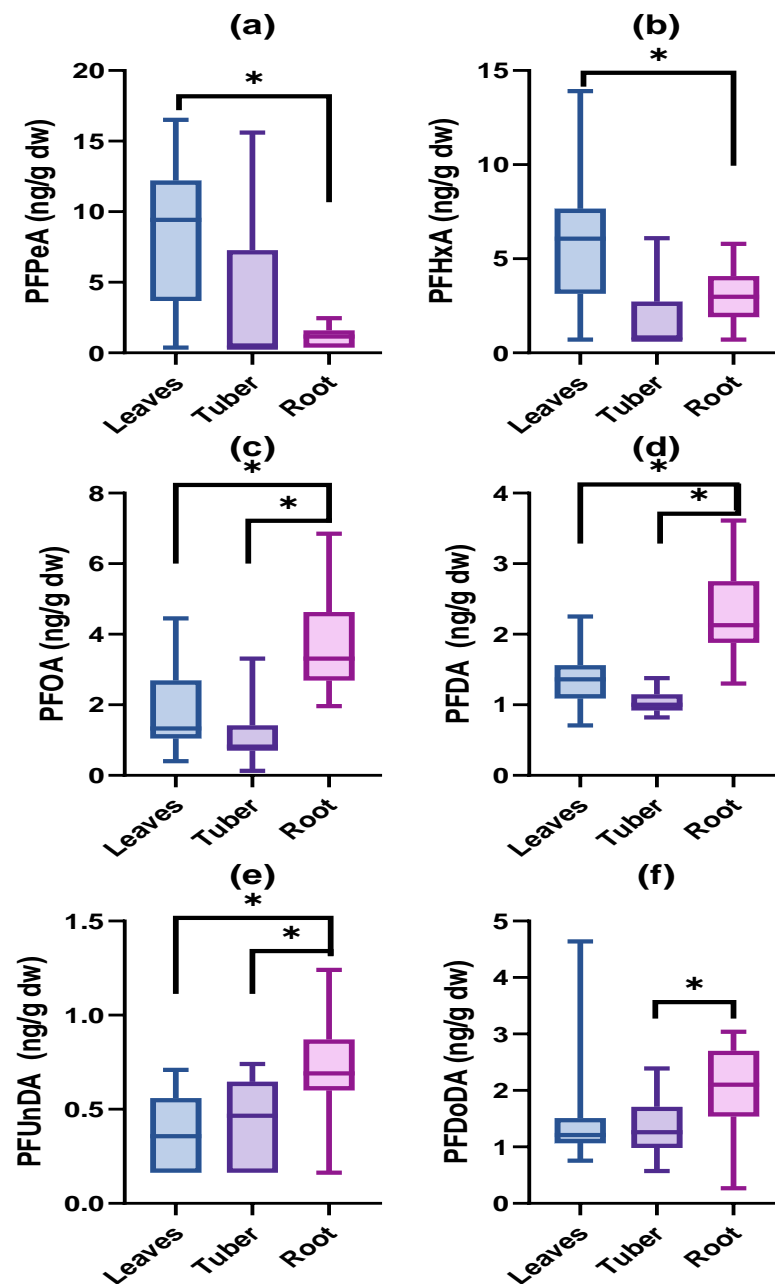 (a)
*
PFPeA (ng/g dw)
20
15
10
5
0
Leaves
Tuber
Root
(b)
*
PFHxA (ng/g dw)
15
10
5
0
Leaves
Tuber
Root
(c)
*
*
PFOA (ng/g dw)
8
6
4
2
0
Leaves
Tuber
Root
(d)
*
*
PFDA (ng/g dw)
4
3
2
1
0
Leaves
Tuber
Root
(e)
*
*
PFUnDA (ng/g dw)
1.5
1.0
0.5
0.0
Leaves
Tuber
Root
(f)
*
PFDoDA (ng/g dw)
5
4
3
2
1
0
Leaves
Tuber
Root